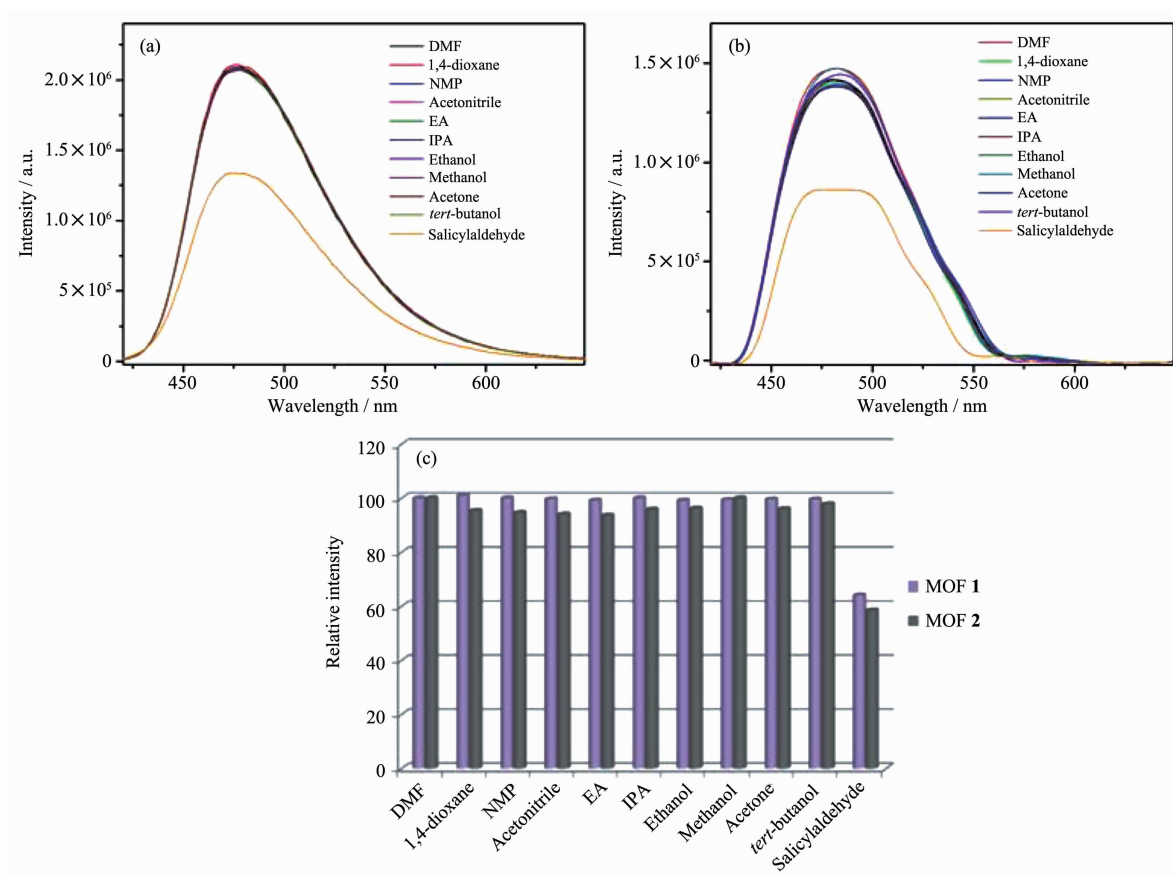 (a)
DMF
1,4-dioxane
NMP
Acetonitrile
EA
IPA
Ethanol
Methanol
Acetone
tert-butanol
Salicylaldehyde
2.0×10⁶
1.5×10⁶
1.0×10⁶
5×10⁵
0
Intensity / a.u.
450 500 550 600
Wavelength / nm
(b)
DMF
1,4-dioxane
NMP
Acetonitrile
EA
IPA
Ethanol
Methanol
Acetone
tert-butanol
Salicylaldehyde
1.5×10⁶
1.0×10⁶
5×10⁵
0
Intensity / a.u.
450 500 550 600
Wavelength / nm
(c)
120
100
80
60
40
20
0
Relative intensity
DMF
1,4-dioxane
NMP
Acetonitrile
EA
IPA
Ethanol
Methanol
Acetone
tert-butanol
Salicylaldehyde
MOF 1
MOF 2